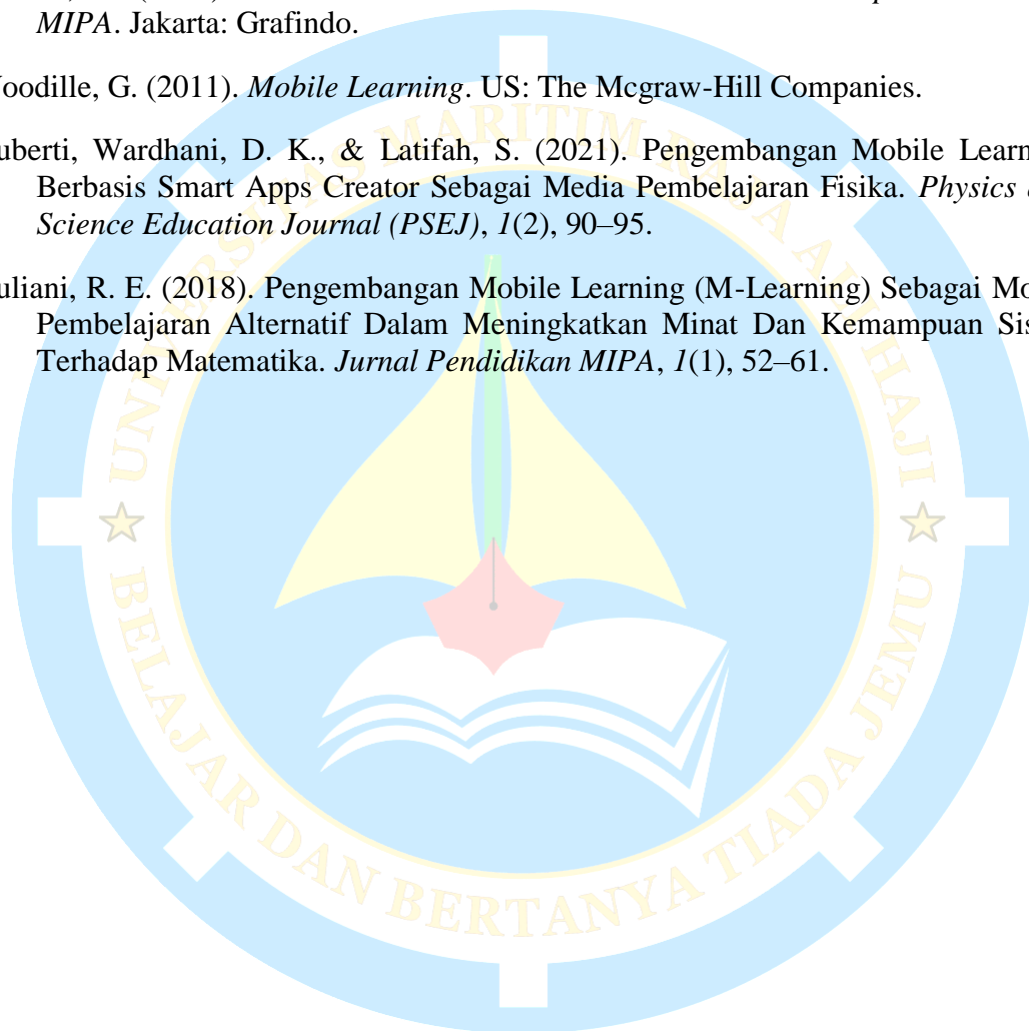 MIPA. Jakarta: Grafindo.
oodille, G. (2011). Mobile Learning. US: The Mcgraw-Hill Companies.
uberti, Wardhani, D. K., & Latifah, S. (2021). Pengembangan Mobile Learn
Berbasis Smart Apps Creator Sebagai Media Pembelajaran Fisika. Physics
Science Education Journal (PSEJ), 1(2), 90–95.
uliani, R. E. (2018). Pengembangan Mobile Learning (M-Learning) Sebagai Mo
Pembelajaran Alternatif Dalam Meningkatkan Minat Dan Kemampuan Sis
Terhadap Matematika. Jurnal Pendidikan MIPA, 1(1), 52–61.
UNIVERSITAS MARITIM RAJA ALI HAJI
BELAJAR DAN BERTANYA TIADA JEMU